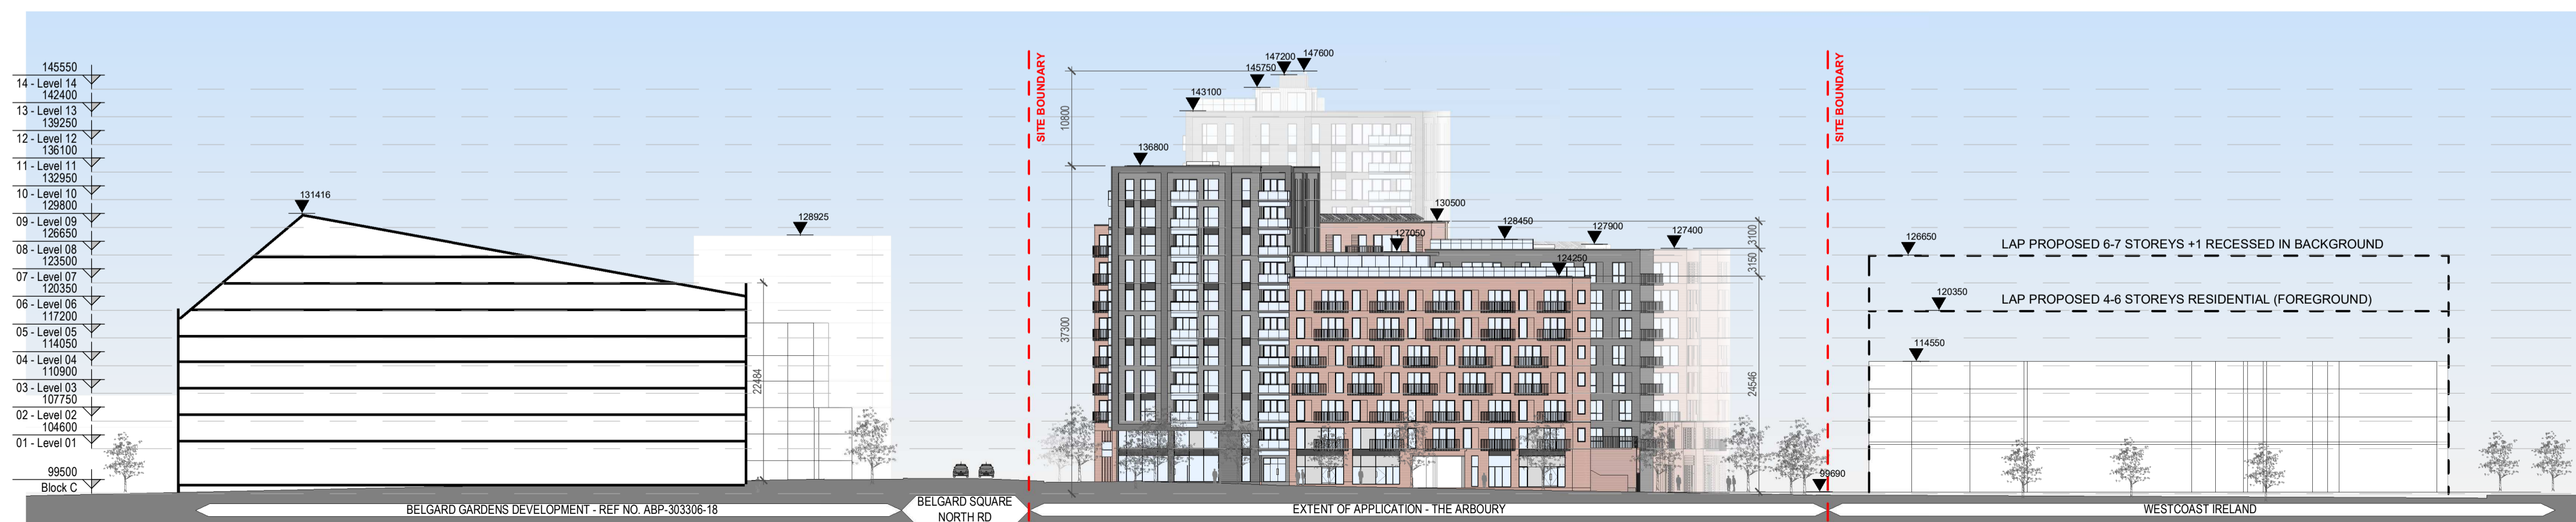 145550
14 - Level 14
142400
13 - Level 13
139250
12 - Level 12
136100
11 - Level 11
132950
10 - Level 10
129800
09 - Level 09
126650
08 - Level 08
123500
07 - Level 07
120350
06 - Level 06
117200
05 - Level 05
114050
04 - Level 04
110900
03 - Level 03
107750
02 - Level 02
104600
01 - Level 01
99500
Block C
131416
128925
22484
SITE BOUNDARY
10800
37300
143100
145750
147200
147600
136800
130500
127050
128450
124250
127900
127400
3100
3150
24546
99690
SITE BOUNDARY
126650
LAP PROPOSED 6-7 STOREYS +1 RECESSED IN BACKGROUND
120350
LAP PROPOSED 4-6 STOREYS RESIDENTIAL (FOREGROUND)
114550
BELGARD GARDENS DEVELOPMENT - REF NO. ABP-303306-18
BELGARD SQUARE
NORTH RD
EXTENT OF APPLICATION - THE ARBOURY
WESTCOAST IRELAND